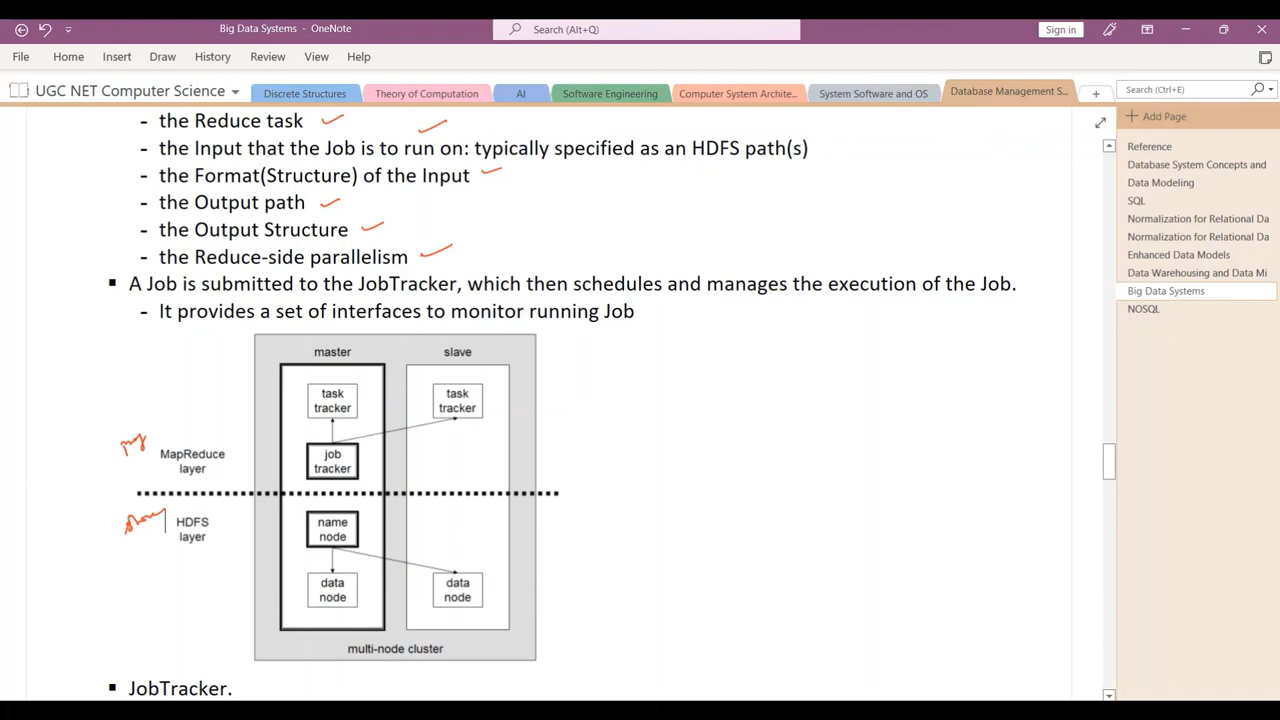 Big Data Systems - OneNote
Search (Alt+Q)
Sign in
File Home Insert Draw History Review View Help
UGC NET Computer Science
Discrete Structures Theory of Computation AI Software Engineering Computer System Archite... System Software and OS Database Management S...
Search (Ctrl+E)
Add Page
Reference
Database System Concepts and
Data Modeling
SQL
Normalization for Relational Da
Normalization for Relational Da
Enhanced Data Models
Data Warehousing and Data Mi
Big Data Systems
NOSQL
- the Reduce task
- the Input that the Job is to run on: typically specified as an HDFS path(s)
- the Format(Structure) of the Input
- the Output path
- the Output Structure
- the Reduce-side parallelism
▪ A Job is submitted to the JobTracker, which then schedules and manages the execution of the Job.
- It provides a set of interfaces to monitor running Job
master slave
task
tracker
task
tracker
MapReduce
layer
job
tracker
HDFS
layer
name
node
data
node
data
node
multi-node cluster
▪ JobTracker.